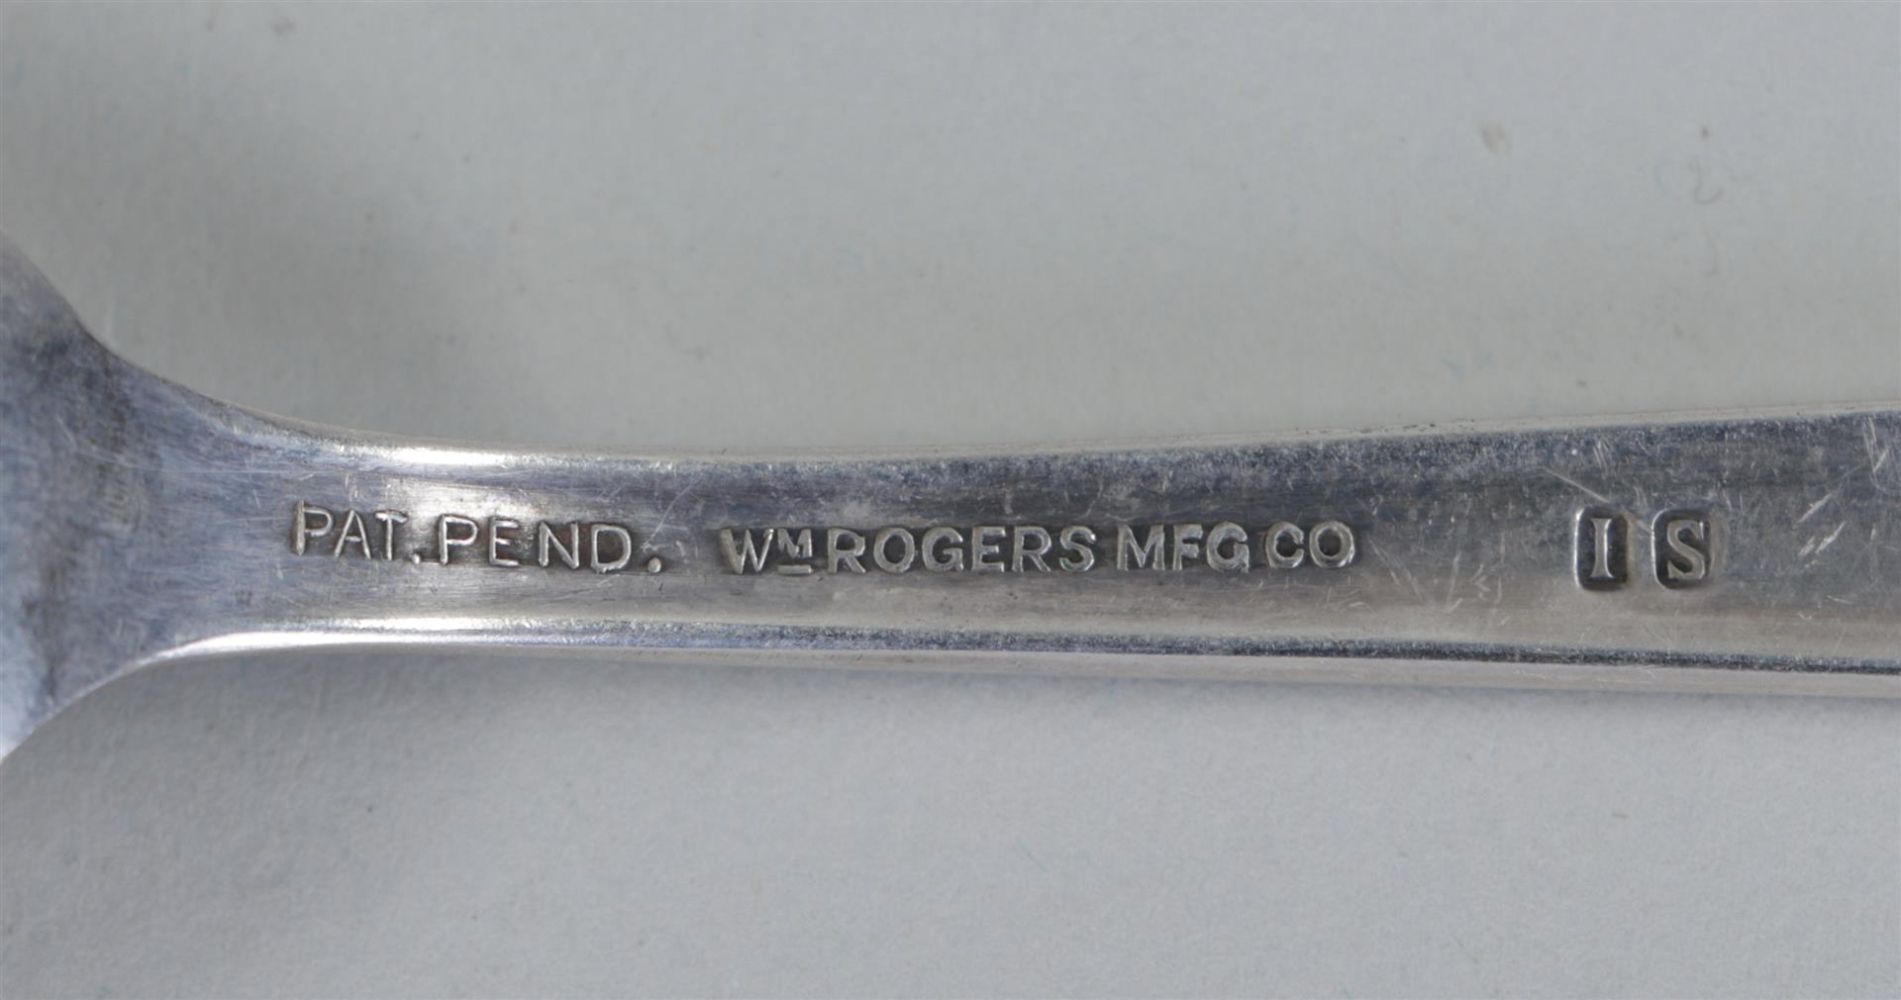 PAT. PEND. Wᴹ ROGERS MFG CO I S